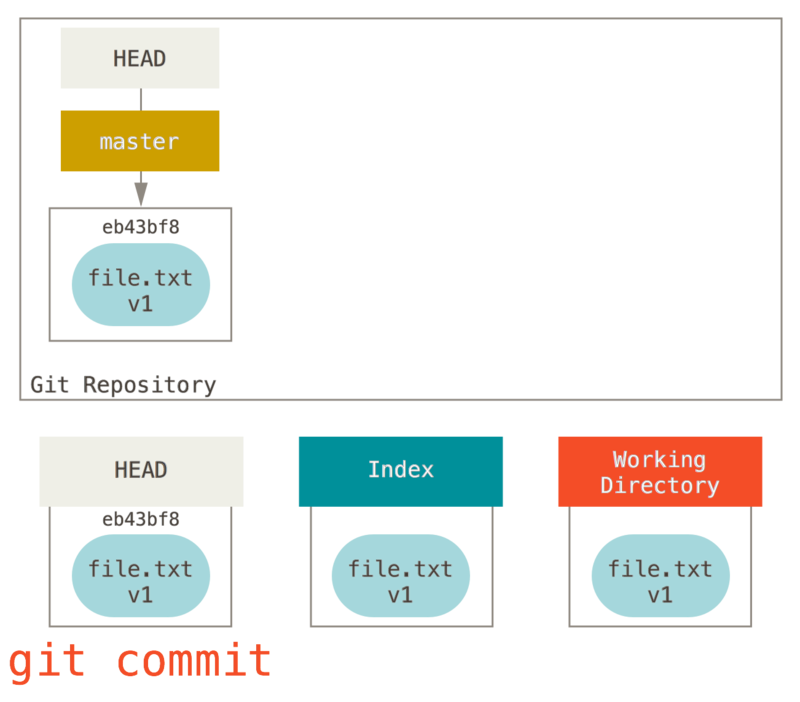 HEAD
master
eb43bf8
file.txt
v1
Git Repository
HEAD
Index
Working
Directory
eb43bf8
file.txt
v1
file.txt
v1
file.txt
v1
git commit